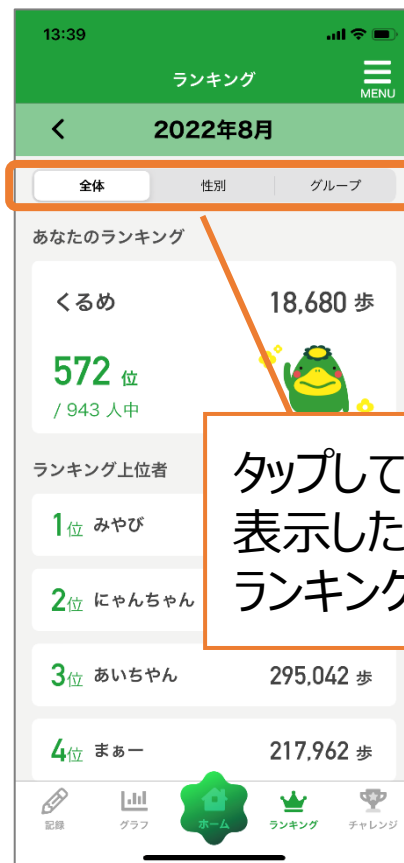 13:39
ランキング
MENU
2022年8月
全体 性別 グループ
あなたのランキング
くるめ 18,680 歩
572 位
/ 943 人中
タップして
表示した
ランキング
ランキング上位者
1位 みやび
2位 にゃんちゃん
3位 あいちやん 295,042 歩
4位 まぁー 217,962 歩
記録 グラフ ホーム ランキング チャレンジ